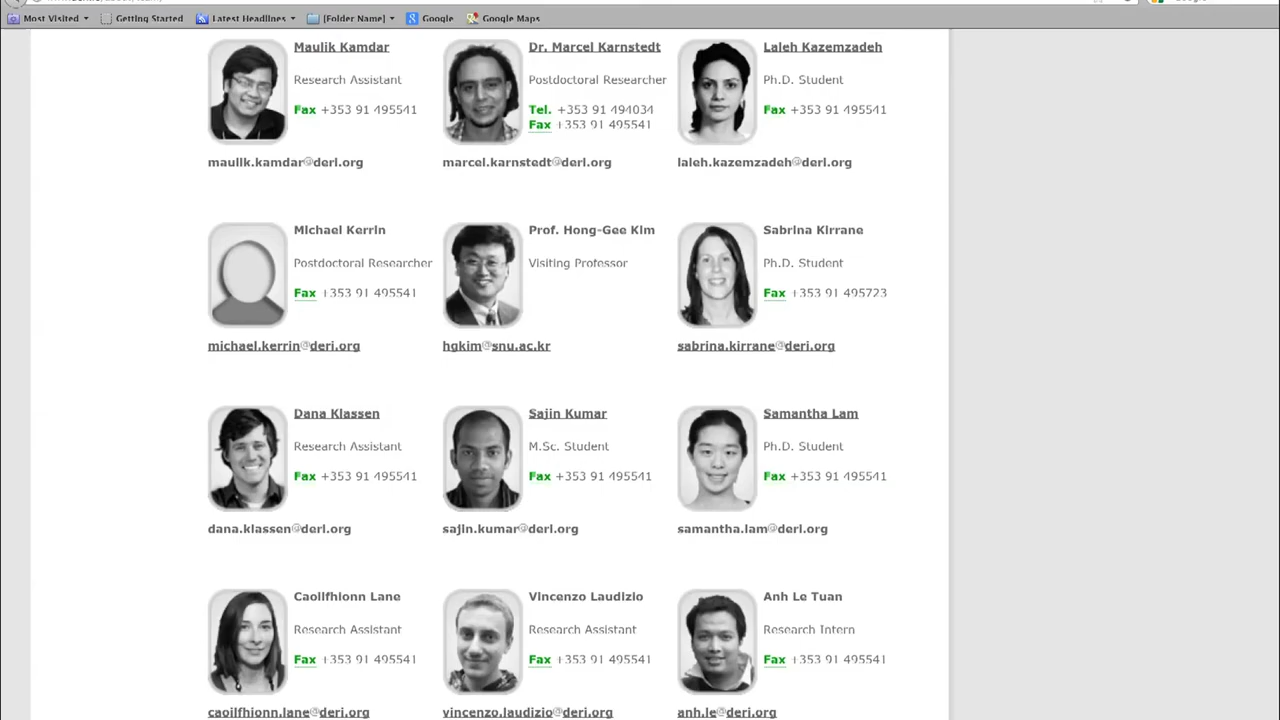 Most Visited
Getting Started
Latest Headlines
[Folder Name]
Google
Google Maps
Maulik Kamdar
Research Assistant
Fax +353 91 495541
maulik.kamdar@deri.org
Dr. Marcel Karnstedt
Postdoctoral Researcher
Tel. +353 91 494034
Fax +353 91 495541
marcel.karnstedt@deri.org
Laleh Kazemzadeh
Ph.D. Student
Fax +353 91 495541
laleh.kazemzadeh@deri.org
Michael Kerrin
Postdoctoral Researcher
Fax +353 91 495541
michael.kerrin@deri.org
Prof. Hong-Gee Kim
Visiting Professor
hgkim@snu.ac.kr
Sabrina Kirrane
Ph.D. Student
Fax +353 91 495723
sabrina.kirrane@deri.org
Dana Klassen
Research Assistant
Fax +353 91 495541
dana.klassen@deri.org
Sajin Kumar
M.Sc. Student
Fax +353 91 495541
sajin.kumar@deri.org
Samantha Lam
Ph.D. Student
Fax +353 91 495541
samantha.lam@deri.org
Caoilfhionn Lane
Research Assistant
Fax +353 91 495541
caoilfhionn.lane@deri.org
Vincenzo Laudizio
Research Assistant
Fax +353 91 495541
vincenzo.laudizio@deri.org
Anh Le Tuan
Research Intern
Fax +353 91 495541
anh.le@deri.org